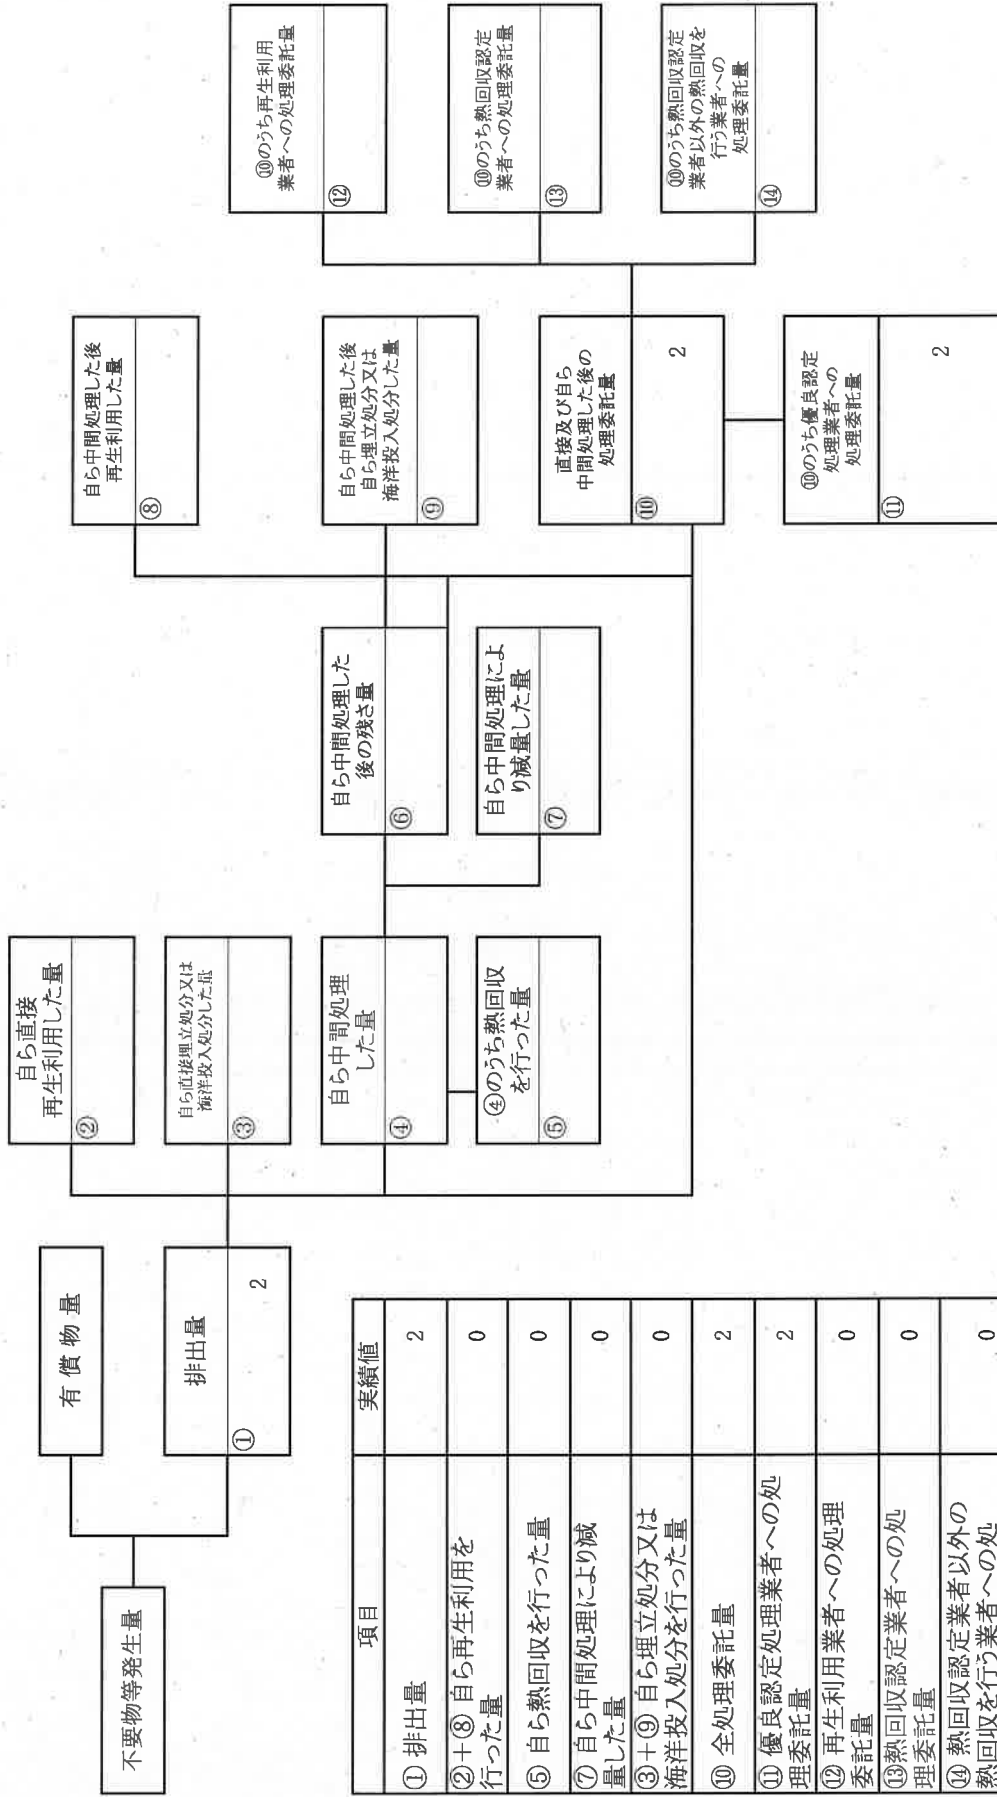 不要物等発生量
有償物量
排出量
①
2
自ら直接
再生利用した量
②
自ら直接埋立処分又は
海洋投入処分した量
③
自ら中間処理
した量
④
④のうち熱回収
を行った量
⑤
自ら中間処理した
後の残さ量
⑥
自ら中間処理によ
り減量した量
⑦
自ら中間処理した後
再生利用した量
⑧
自ら中間処理した後
自ら埋立処分又は
海洋投入処分した量
⑨
直接及び自ら
中間処理した後の
処理委託量
⑩
2
⑩のうち優良認定
処理業者への
処理委託量
⑪
2
⑩のうち再生利用
業者への処理委託量
⑫
⑩のうち熱回収認定
業者への処理委託量
⑬
⑩のうち熱回収認定
業者以外の熱回収を
行う業者への
処理委託量
⑭
項目 実績値
① 排出量 2
②+⑧ 自ら再生利用を
行った量 0
⑤ 自ら熱回収を行った量 0
⑦ 自ら中間処理により減
量した量 0
③+⑨ 自ら埋立処分又は
海洋投入処分を行った量 0
⑩ 全処理委託量 2
⑪ 優良認定処理業者への処
理委託量 2
⑫ 再生利用業者への処理
委託量 0
⑬熱回収認定業者への処
理委託量 0
⑭ 熱回収認定業者以外の
熱回収を行う業者への処 0